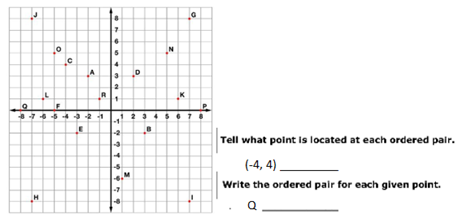 J 8 G
7
6
O 5 N
C 4
A 3 D
2
L R 1 K
Q F P
-8 -7 -6 -5 -4 -3 -2 -1 1 2 3 4 5 6 7 8
-1
E -2 B
-3
-4
-5
-6 M
-7
H -8 I
Tell what point is located at each ordered pair.
(-4, 4) ________
Write the ordered pair for each given point.
Q __________